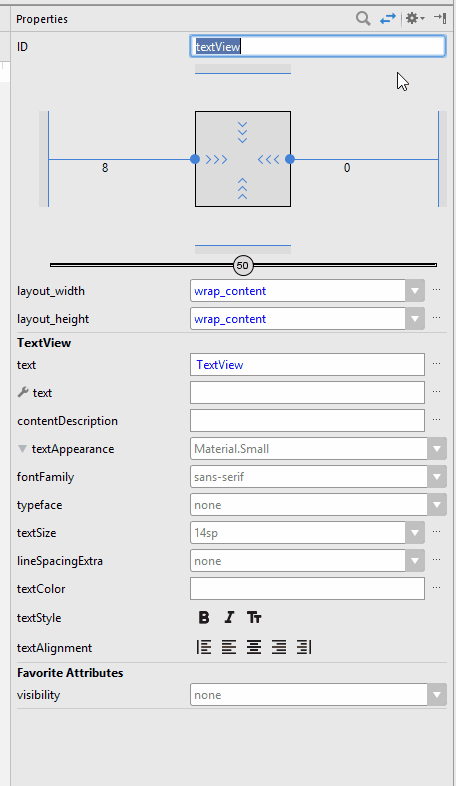 Properties
ID textView
8 0
50
layout_width wrap_content
layout_height wrap_content
TextView
text TextView
text
contentDescription
textAppearance Material.Small
fontFamily sans-serif
typeface none
textSize 14sp
lineSpacingExtra none
textColor
textStyle B I Tt
textAlignment
Favorite Attributes
visibility none